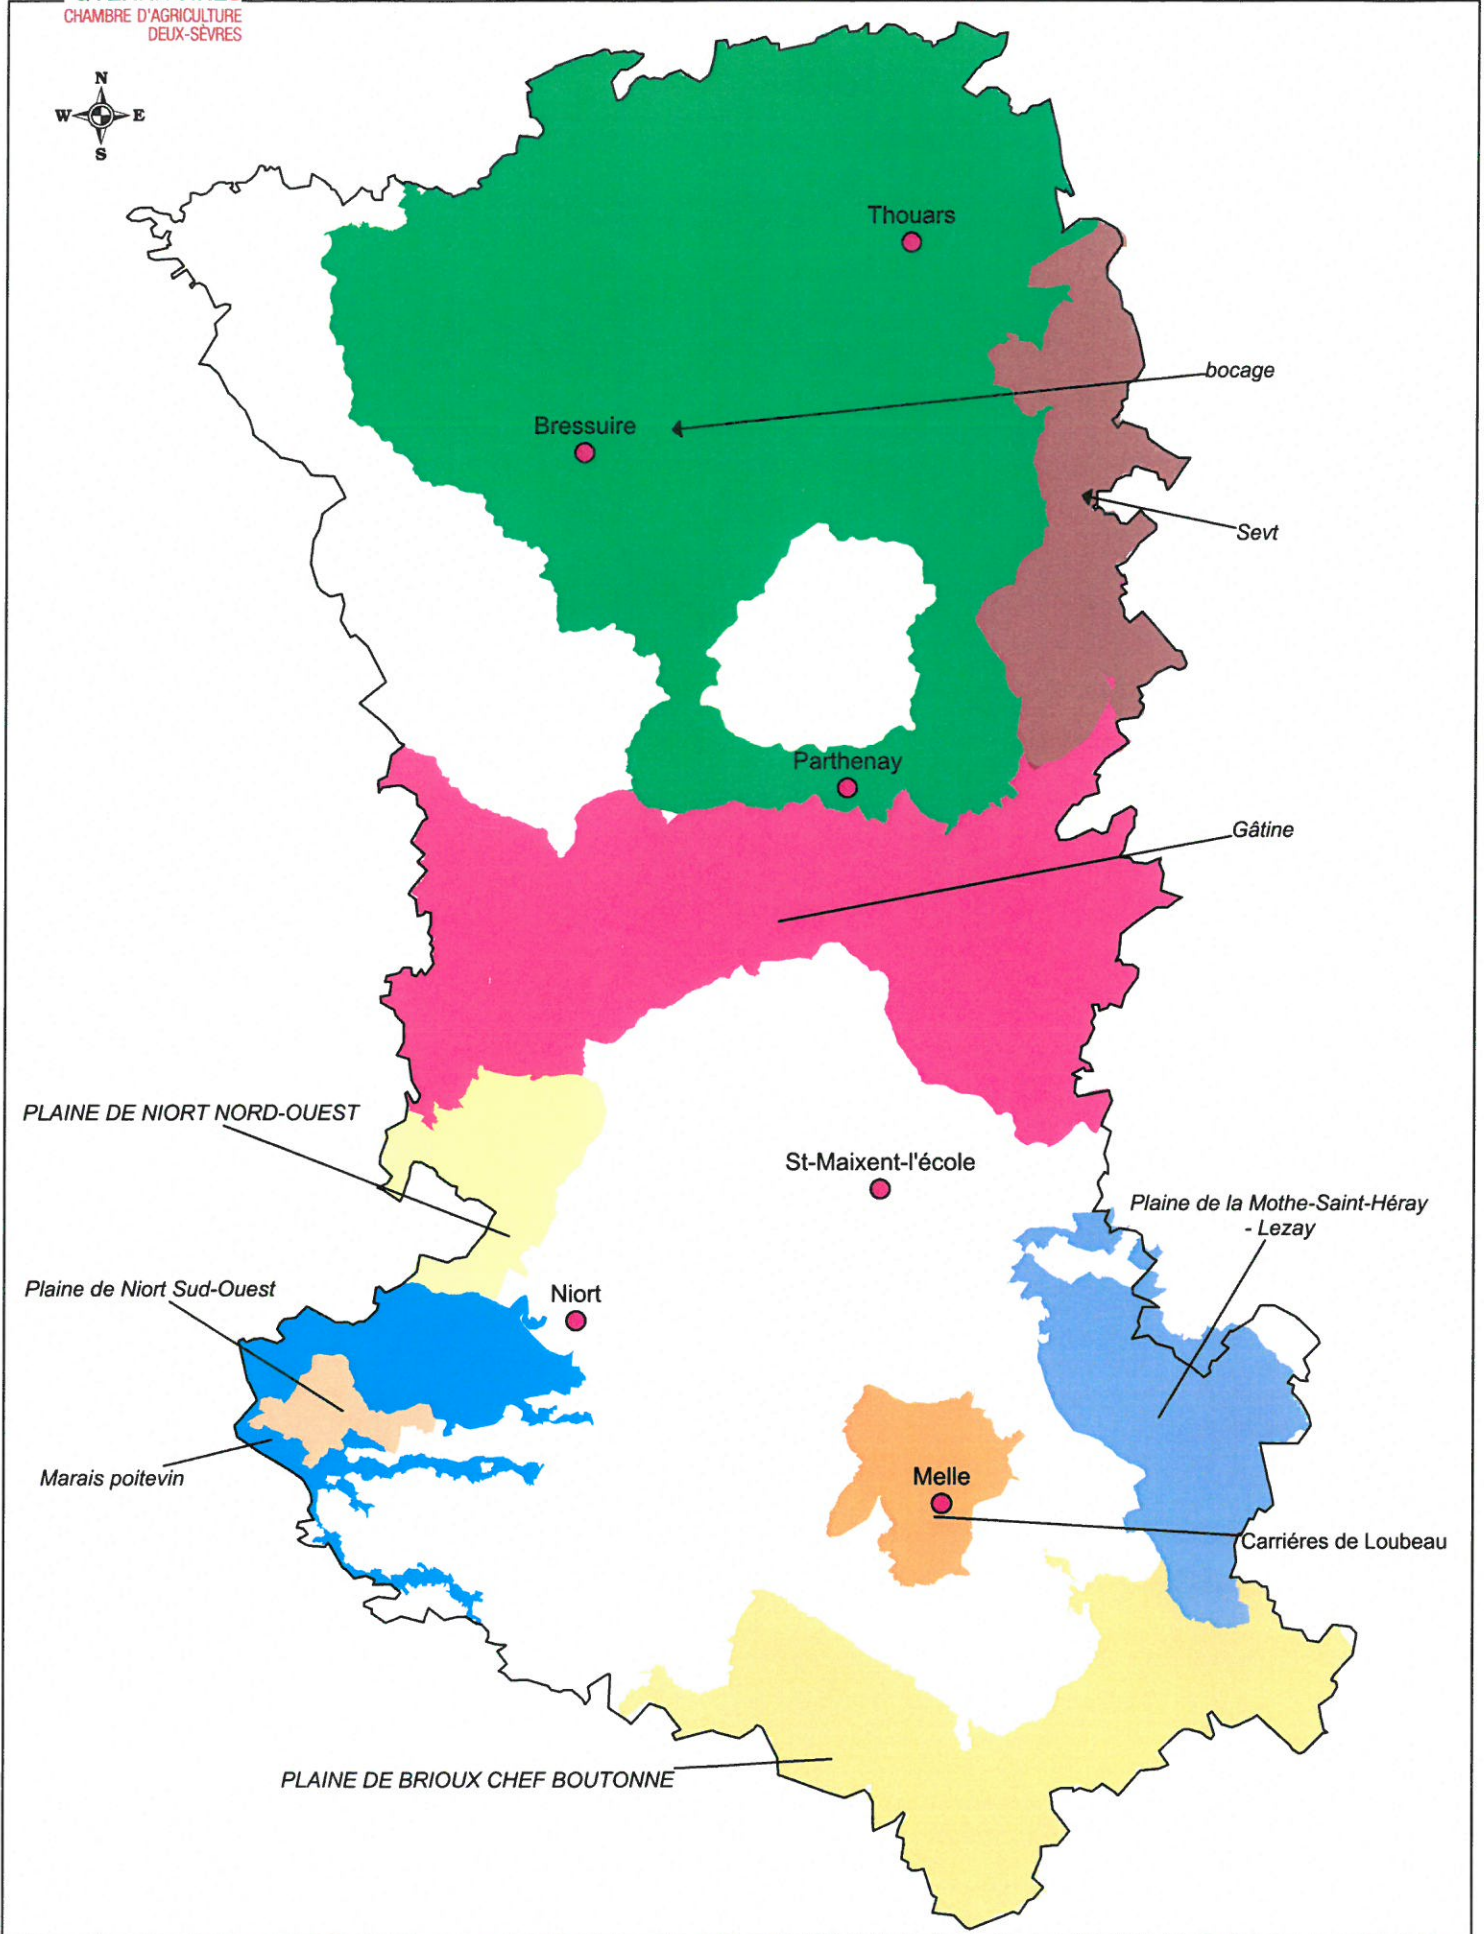 CHAMBRE D'AGRICULTURE
DEUX-SÈVRES
N
W E
S
Thouars
bocage
Bressuire
Sevt
Parthenay
Gâtine
PLAINE DE NIORT NORD-OUEST
St-Maixent-l'école
Plaine de la Mothe-Saint-Héray
- Lezay
Plaine de Niort Sud-Ouest
Niort
Marais poitevin
Melle
Carriéres de Loubeau
PLAINE DE BRIOUX CHEF BOUTONNE